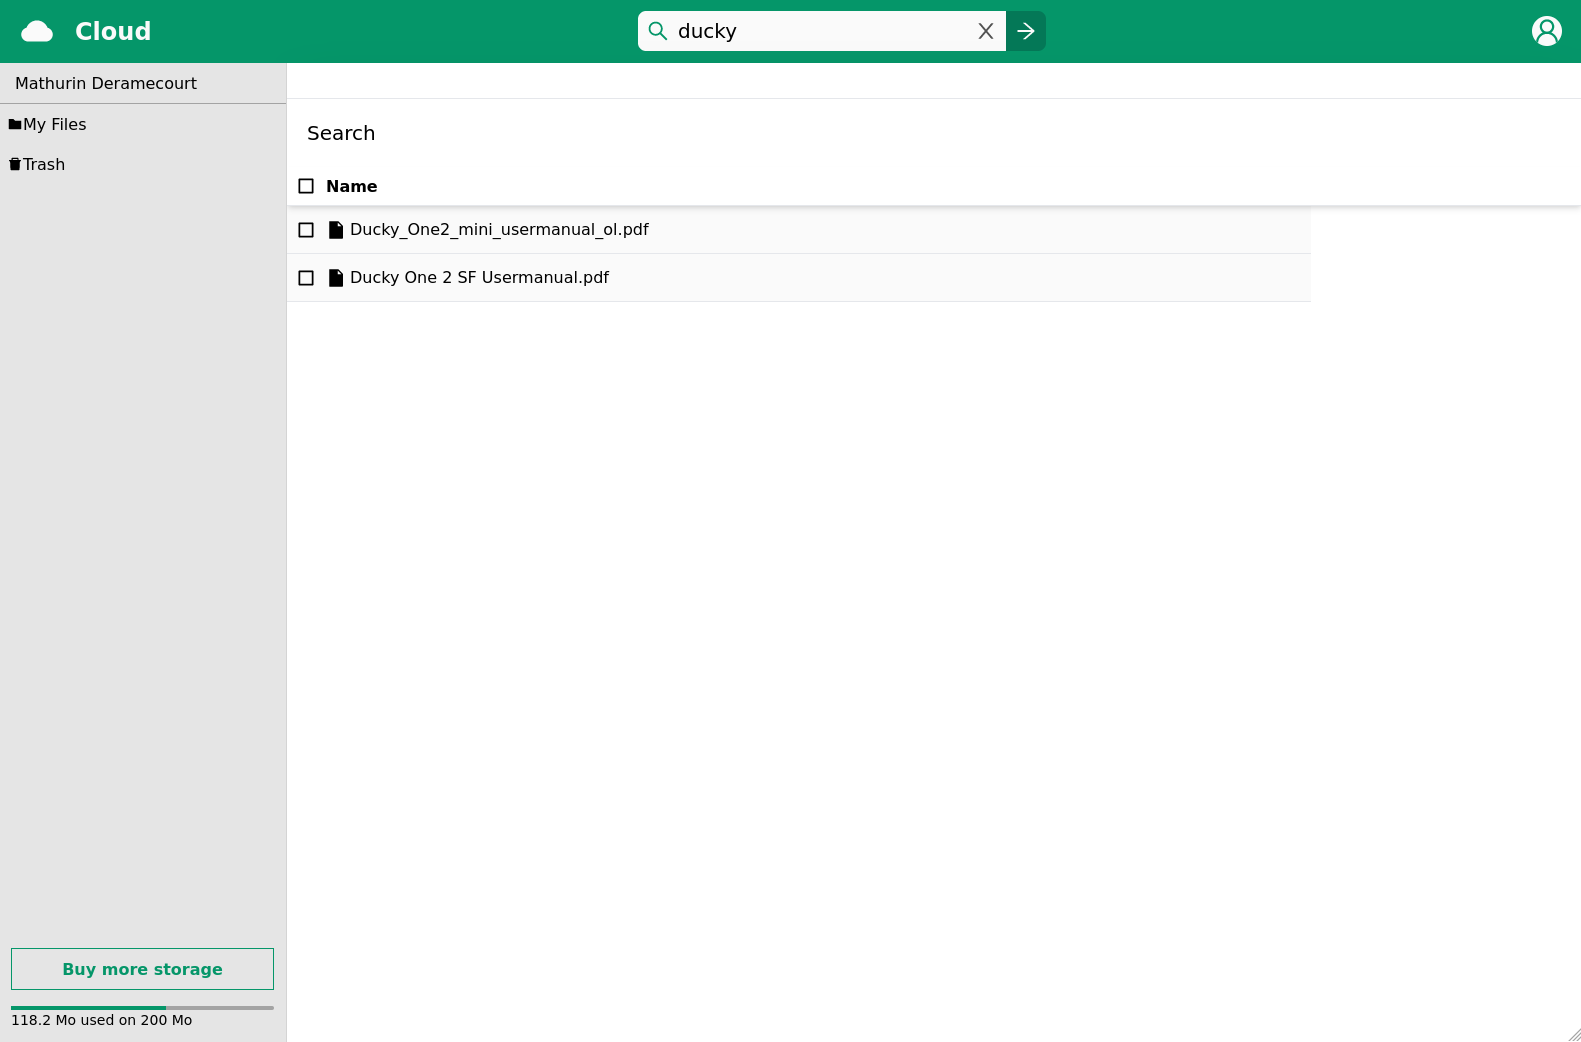 Cloud
ducky
Mathurin Deramecourt
My Files
Trash
Search
Name
Ducky_One2_mini_usermanual_ol.pdf
Ducky One 2 SF Usermanual.pdf
Buy more storage
118.2 Mo used on 200 Mo